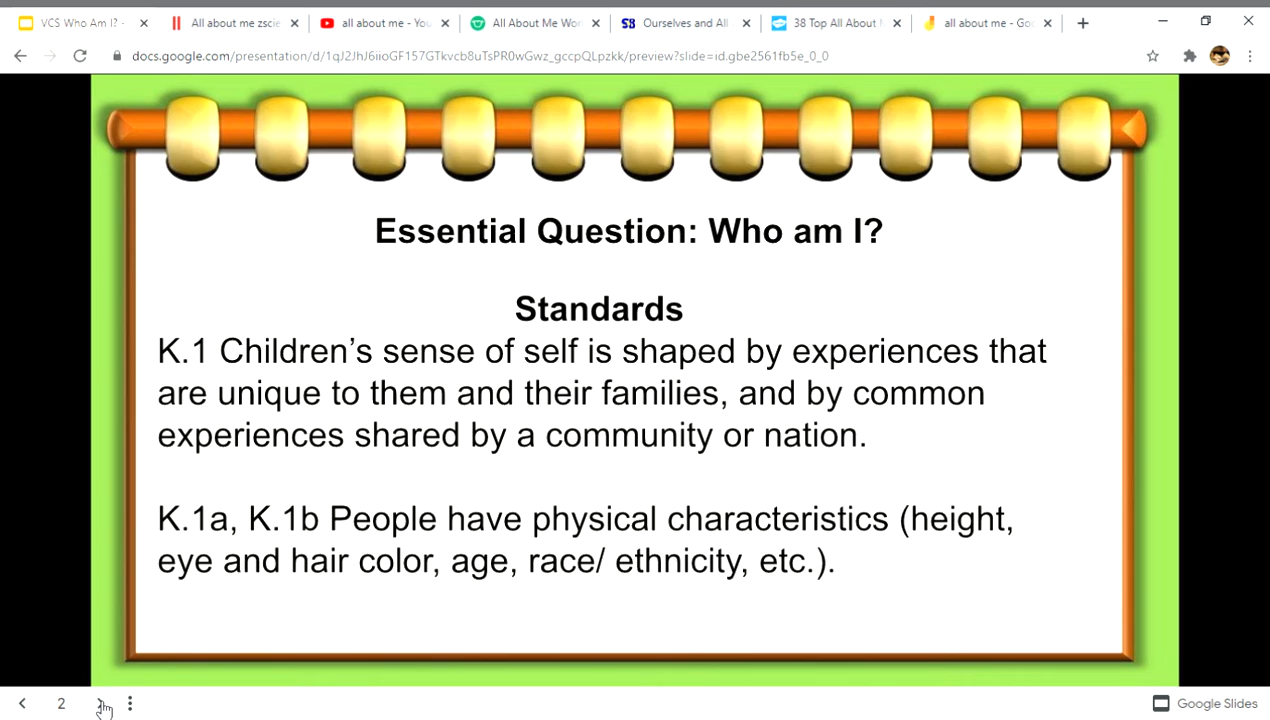 VCS Who Am I? -
All about me zscie
all about me - You
All About Me Wor
Ourselves and All
38 Top All About
all about me - Goo
docs.google.com/presentation/d/1qJ2JhJ6iioGF157GTkvcb8uTsPR0wGwz_gccpQLpzkk/preview?slide=id.gbe2561fb5e_0_0
Essential Question: Who am I?
Standards
K.1 Children’s sense of self is shaped by experiences that
are unique to them and their families, and by common
experiences shared by a community or nation.
K.1a, K.1b People have physical characteristics (height,
eye and hair color, age, race/ ethnicity, etc.).
2
Google Slides